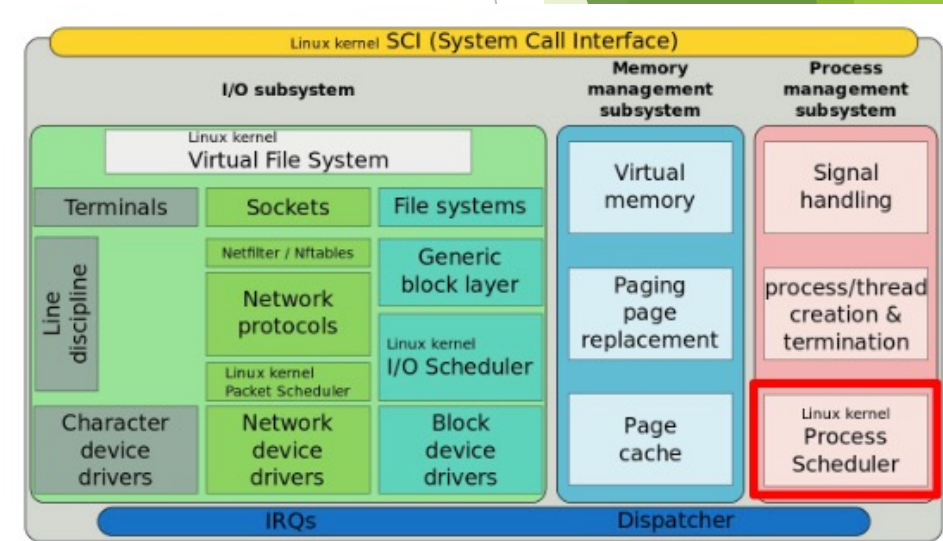 Linux kernel SCI (System Call Interface)
I/O subsystem
Memory
management
subsystem
Process
management
subsystem
Linux kernel
Virtual File System
Terminals
Sockets
File systems
Line
discipline
Netfilter / Nftables
Network
protocols
Linux kernel
Packet Scheduler
Generic
block layer
Linux kernel
I/O Scheduler
Character
device
drivers
Network
device
drivers
Block
device
drivers
Virtual
memory
Paging
page
replacement
Page
cache
Signal
handling
process/thread
creation &
termination
Linux kernel
Process
Scheduler
IRQs
Dispatcher